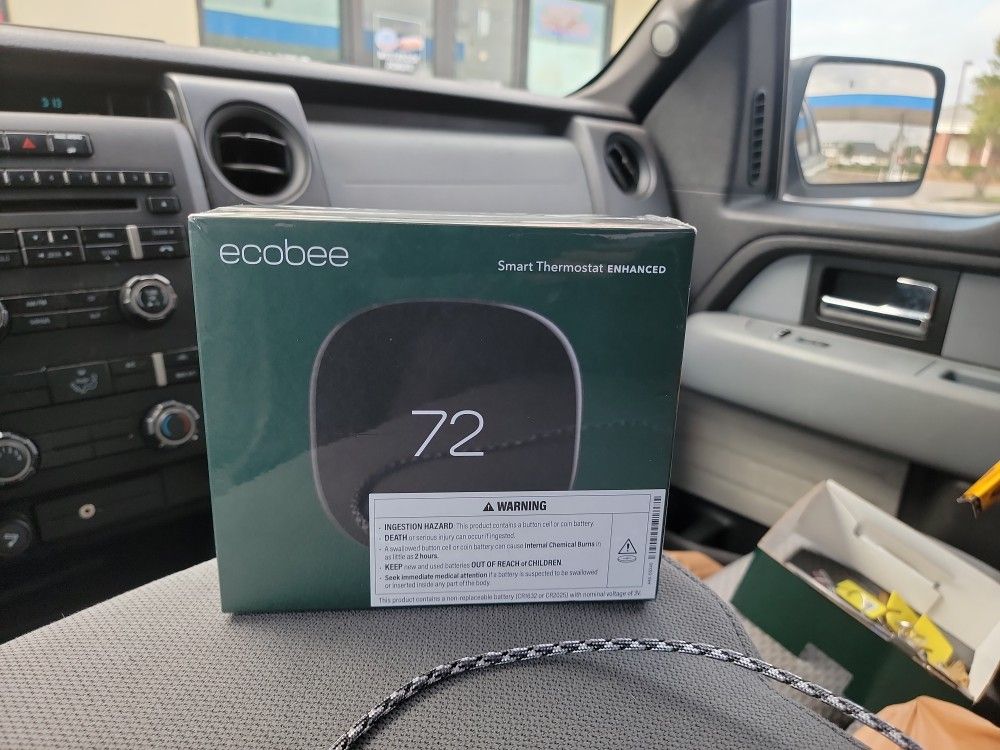 ecobee
Smart Thermostat ENHANCED
72
WARNING
· INGESTION HAZARD: This product contains a button cell or coin battery.
· DEATH or serious injury can occur if ingested.
· A swallowed button cell or coin battery can cause Internal Chemical Burns in
as little as 2 hours.
· KEEP new and used batteries OUT OF REACH of CHILDREN.
· Seek immediate medical attention if a battery is suspected to be swallowed
or inserted inside any part of the body.
This product contains a non-replaceable battery (CR1632 or CR2025) with nominal voltage of 3V.